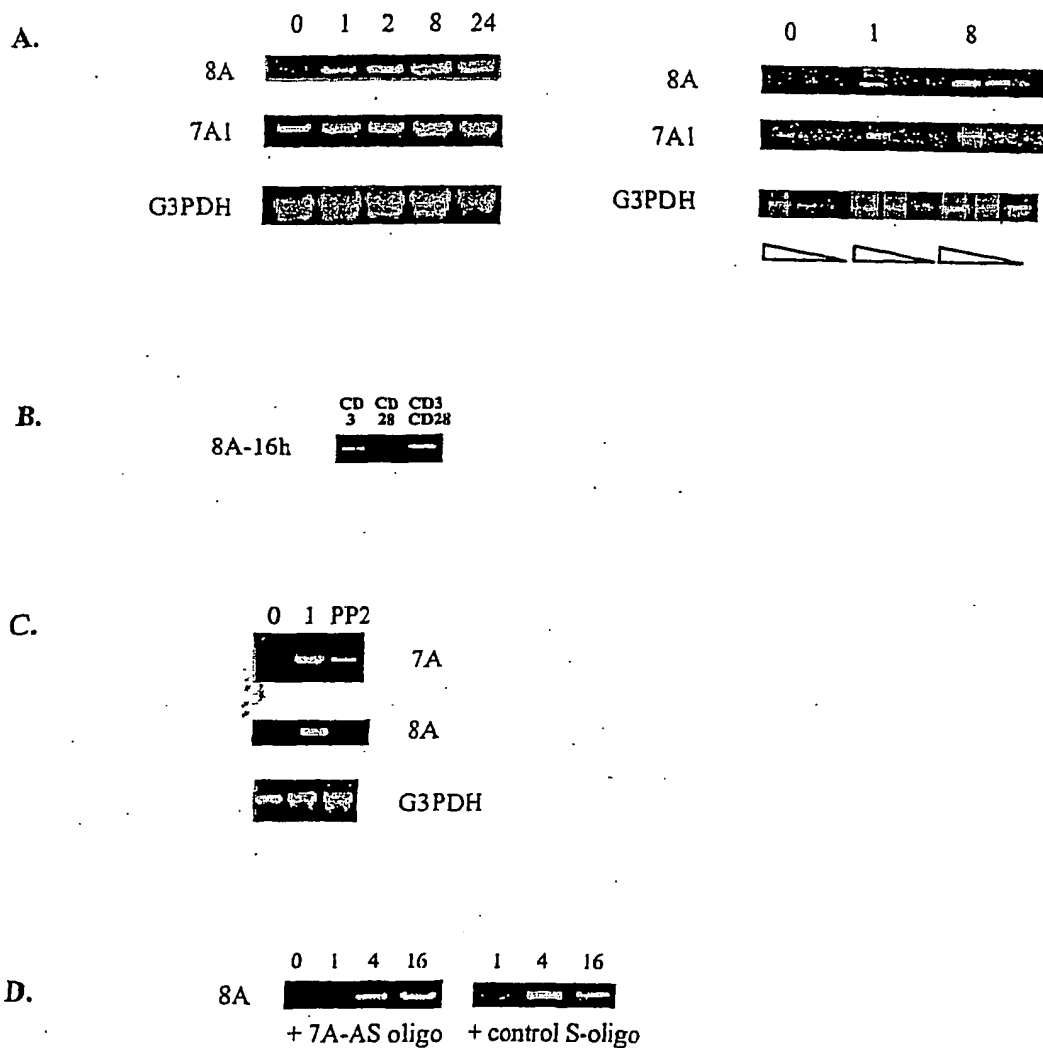 A.
0 1 2 8 24
8A
7A1
G3PDH
0 1 8
8A
7A1
G3PDH
B.
CD 3 CD 28 CD3 CD28
8A-16h
C.
0 1 PP2
7A
8A
G3PDH
D.
0 1 4 16
1 4 16
8A
+ 7A-AS oligo
+ control S-oligo